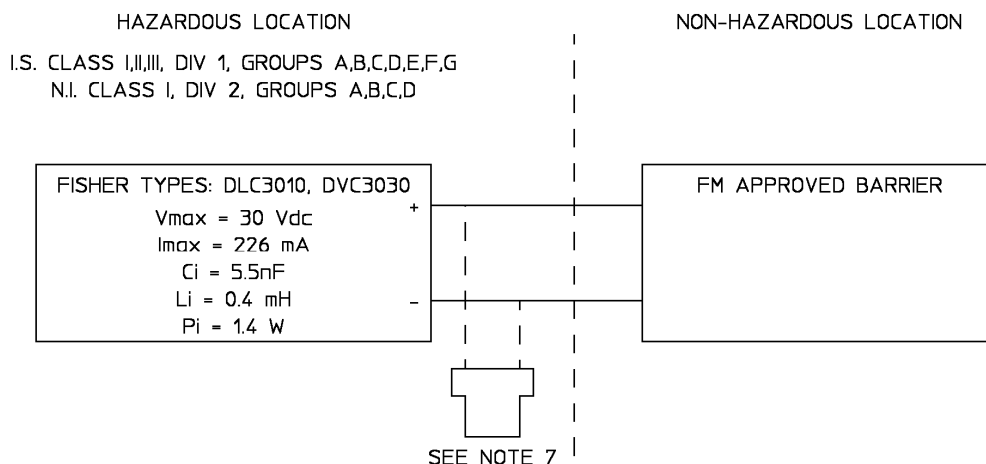 HAZARDOUS LOCATION
NON-HAZARDOUS LOCATION
I.S. CLASS I,II,III, DIV 1, GROUPS A,B,C,D,E,F,G
N.I. CLASS I, DIV 2, GROUPS A,B,C,D
FISHER TYPES: DLC3010, DVC3030
+
Vmax = 30 Vdc
Imax = 226 mA
Ci = 5.5nF
Li = 0.4 mH
-
Pi = 1.4 W
FM APPROVED BARRIER
SEE NOTE 7